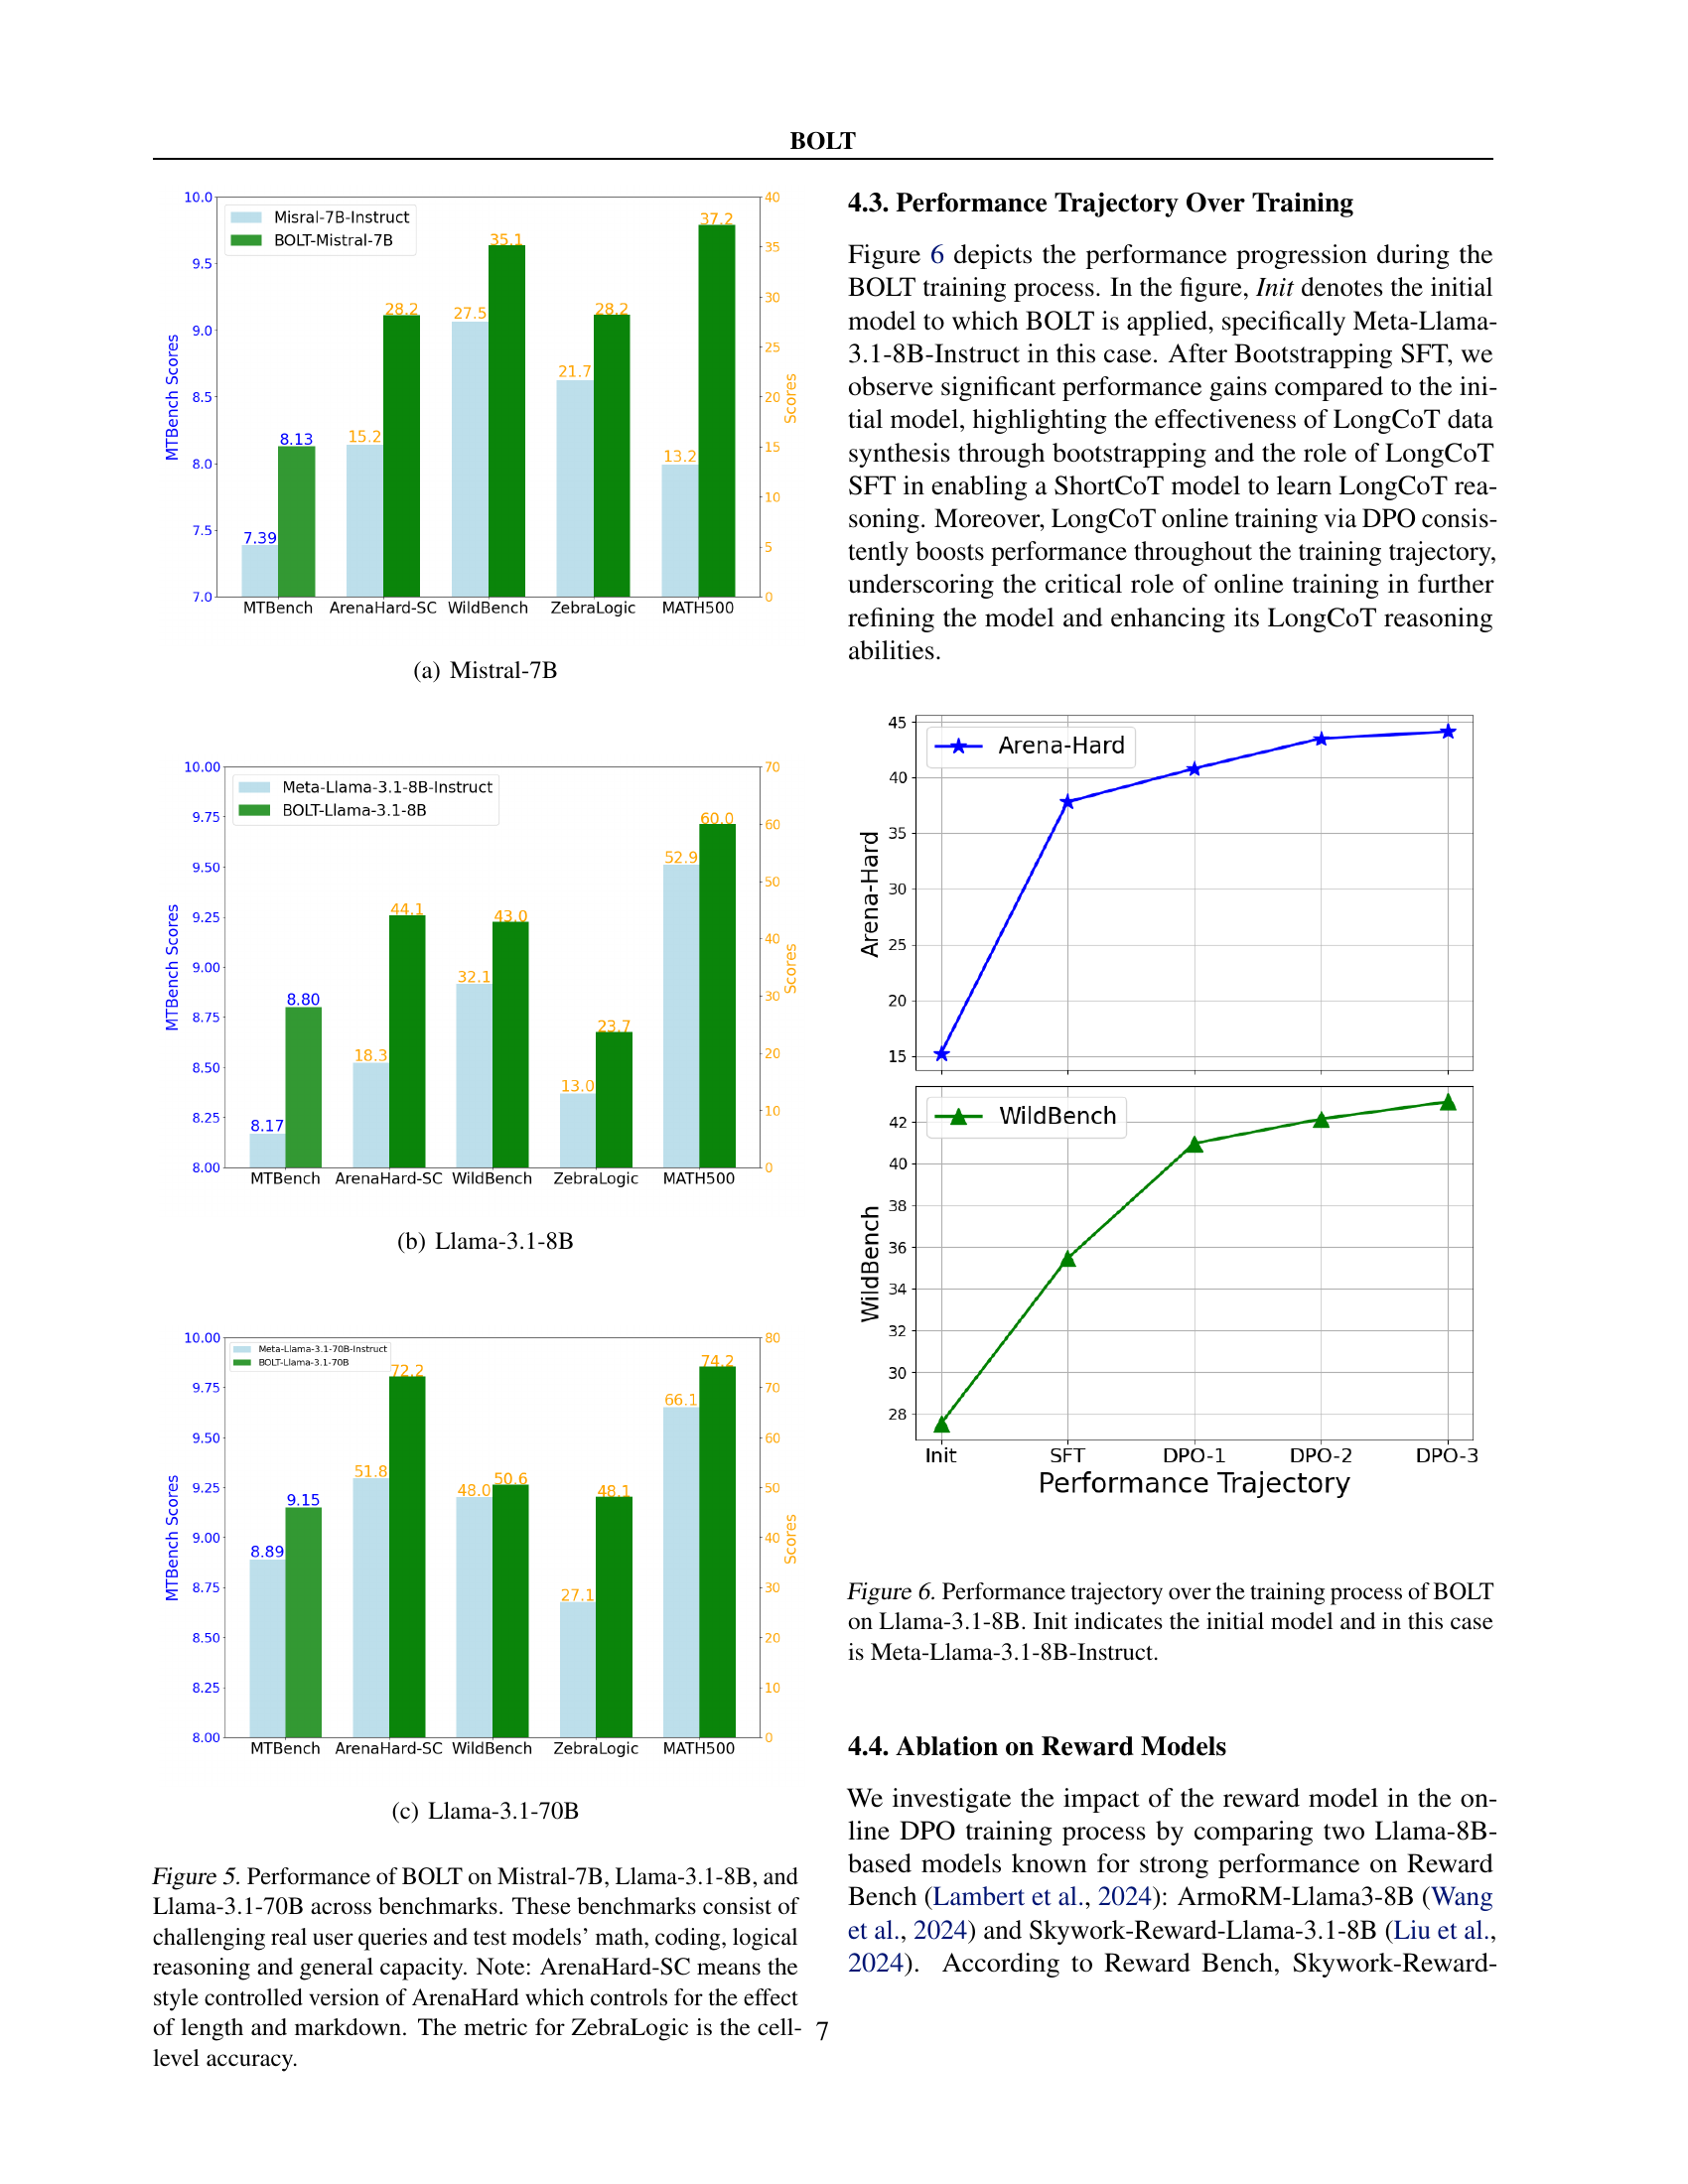 BOLT
10.0
9.5
9.0
8.5
8.0
7.5
7.0
MTBench Scores
40
35
30
25
20
15
10
5
0
Scores
Misral-7B-Instruct
BOLT-Mistral-7B
7.39
8.13
15.2
28.2
27.5
35.1
21.7
28.2
13.2
37.2
MTBench ArenaHard-SC WildBench ZebraLogic MATH500
(a) Mistral-7B
10.00
9.75
9.50
9.25
9.00
8.75
8.50
8.25
8.00
MTBench Scores
70
60
50
40
30
20
10
0
Scores
Meta-Llama-3.1-8B-Instruct
BOLT-Llama-3.1-8B
8.17
8.80
18.3
44.1
32.1
43.0
13.0
23.7
52.9
60.0
MTBench ArenaHard-SC WildBench ZebraLogic MATH500
(b) Llama-3.1-8B
10.00
9.75
9.50
9.25
9.00
8.75
8.50
8.25
8.00
MTBench Scores
80
70
60
50
40
30
20
10
0
Scores
Meta-Llama-3.1-70B-Instruct
BOLT-Llama-3.1-70B
8.89
9.15
51.8
72.2
48.0
50.6
27.1
48.1
66.1
74.2
MTBench ArenaHard-SC WildBench ZebraLogic MATH500
(c) Llama-3.1-70B
Figure 5. Performance of BOLT on Mistral-7B, Llama-3.1-8B, and
Llama-3.1-70B across benchmarks. These benchmarks consist of
challenging real user queries and test models' math, coding, logical
reasoning and general capacity. Note: ArenaHard-SC means the
style controlled version of ArenaHard which controls for the effect
of length and markdown. The metric for ZebraLogic is the cell-
level accuracy.
4.3. Performance Trajectory Over Training
Figure 6 depicts the performance progression during the
BOLT training process. In the figure, Init denotes the initial
model to which BOLT is applied, specifically Meta-Llama-
3.1-8B-Instruct in this case. After Bootstrapping SFT, we
observe significant performance gains compared to the ini-
tial model, highlighting the effectiveness of LongCoT data
synthesis through bootstrapping and the role of LongCoT
SFT in enabling a ShortCoT model to learn LongCoT rea-
soning. Moreover, LongCoT online training via DPO consis-
tently boosts performance throughout the training trajectory,
underscoring the critical role of online training in further
refining the model and enhancing its LongCoT reasoning
abilities.
45
40
35
30
25
20
15
Arena-Hard
Arena-Hard
42
40
38
36
34
32
30
28
WildBench
WildBench
Init SFT DPO-1 DPO-2 DPO-3
Performance Trajectory
Figure 6. Performance trajectory over the training process of BOLT
on Llama-3.1-8B. Init indicates the initial model and in this case
is Meta-Llama-3.1-8B-Instruct.
4.4. Ablation on Reward Models
We investigate the impact of the reward model in the on-
line DPO training process by comparing two Llama-8B-
based models known for strong performance on Reward
Bench (Lambert et al., 2024): ArmoRM-Llama3-8B (Wang
et al., 2024) and Skywork-Reward-Llama-3.1-8B (Liu et al.,
2024). According to Reward Bench, Skywork-Reward-
7